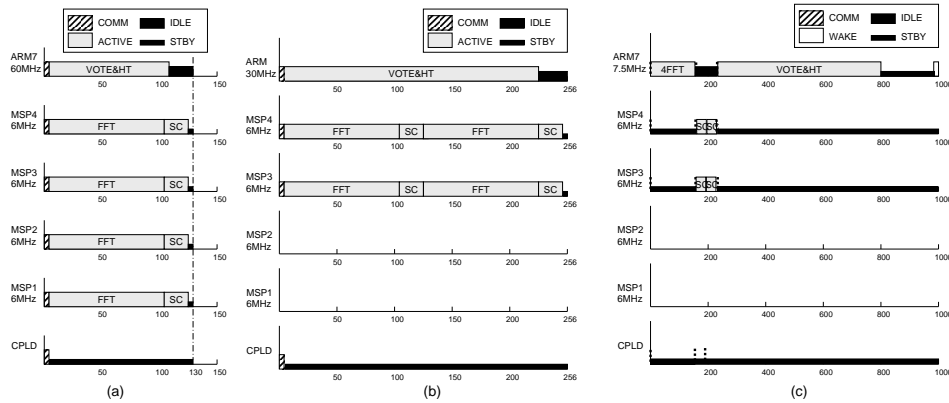 COMM IDLE
ACTIVE STBY
ARM7
60MHz
VOTE&HT
50 100 150
MSP4
6MHz
FFT SC
50 100 150
MSP3
6MHz
FFT SC
50 100 150
MSP2
6MHz
FFT SC
50 100 150
MSP1
6MHz
FFT SC
50 100 150
CPLD
50 100 130 150
(a)
COMM IDLE
ACTIVE STBY
ARM
30MHz
VOTE&HT
50 100 150 200 256
MSP4
6MHz
FFT SC FFT SC
50 100 150 200 250
MSP3
6MHz
FFT SC FFT SC
50 100 150 200 250
MSP2
6MHz
50 100 150 200 256
MSP1
6MHz
50 100 150 200 256
CPLD
50 100 150 200 250
(b)
COMM IDLE
WAKE STBY
ARM7
7.5MHz
4FFT VOTE&HT
200 400 600 800 1000
MSP4
6MHz
SC SC
200 400 600 800 1000
MSP3
6MHz
SC SC
200 400 600 800 1000
MSP2
6MHz
200 400 600 800 1000
MSP1
6MHz
200 400 600 800 1000
CPLD
200 400 600 800 1000
(c)